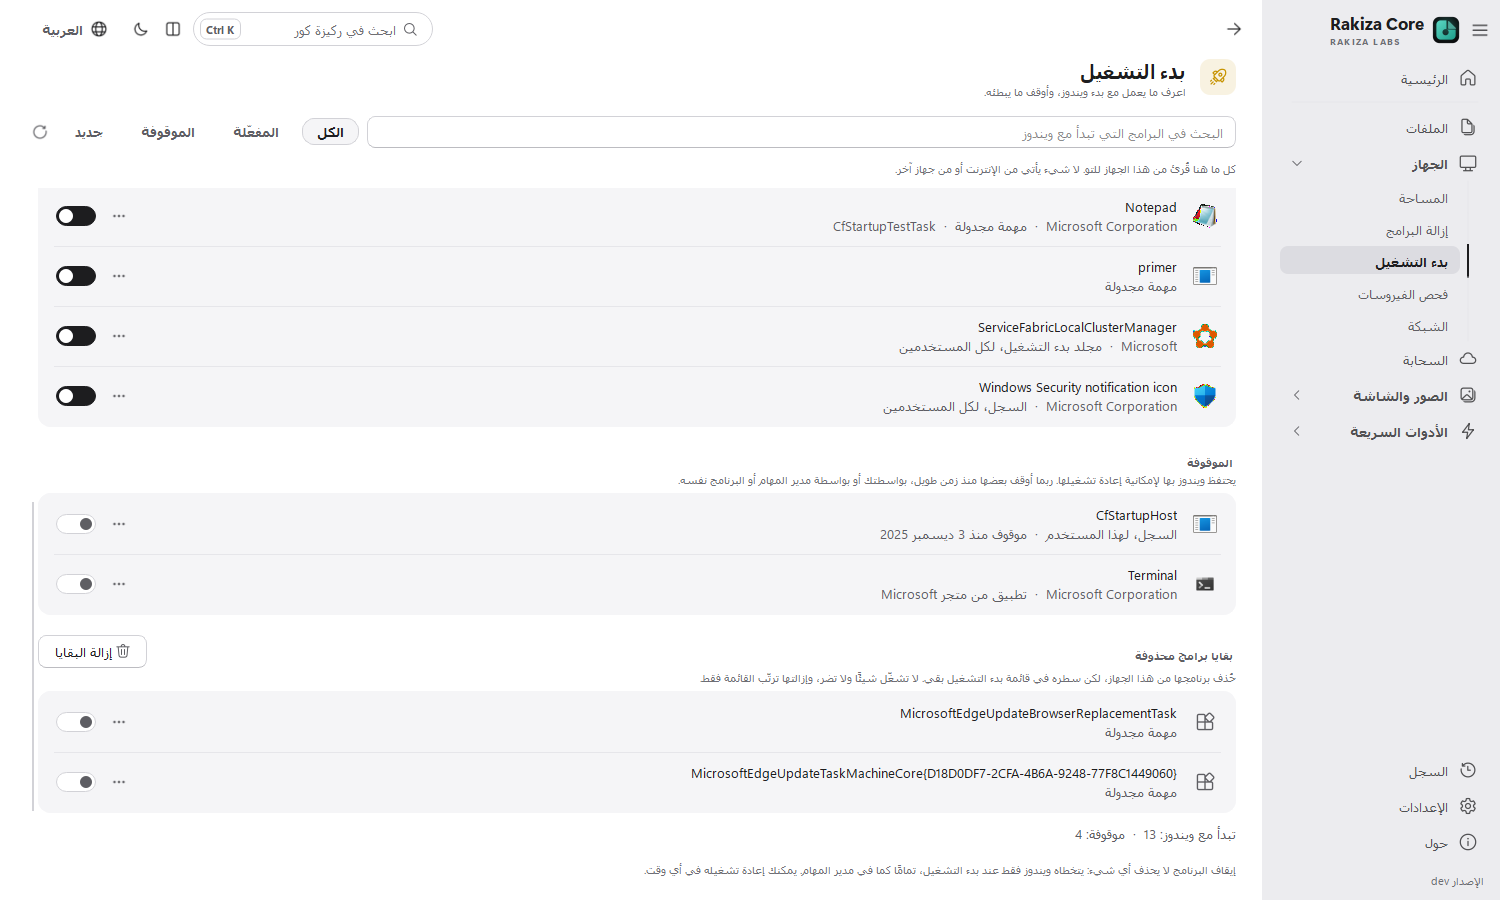 Rakiza Core
RAKIZA LABS
الرئيسية
الملفات
الجهاز
المساحة
إزالة البرامج
بدء التشغيل
فحص الفيروسات
الشبكة
السحابة
الصور والشاشة
الأدوات السريعة
السجل
الإعدادات
حول
الإصدار dev
ابحث في ركيزة كور
Ctrl K
العربية
بدء التشغيل
اعرف ما يعمل مع بدء ويندوز، وأوقف ما يبطئه.
البحث في البرامج التي تبدأ مع ويندوز
الكل
المفعّلة
الموقوفة
جديد
كل ما هنا قُرئ من هذا الجهاز للتو. لا شيء يأتي من الإنترنت أو من جهاز آخر.
Notepad
Microsoft Corporation · مهمة مجدولة · CfStartupTestTask
primer
مهمة مجدولة
ServiceFabricLocalClusterManager
Microsoft · مجلد بدء التشغيل، لكل المستخدمين
Windows Security notification icon
Microsoft Corporation · السجل، لكل المستخدمين
الموقوفة
يحتفظ ويندوز بها لإمكانية إعادة تشغيلها. ربما أوقف بعضها منذ زمن طويل، بواسطتك أو بواسطة مدير المهام أو البرنامج نفسه.
CfStartupHost
السجل، لهذا المستخدم · موقوف منذ 3 ديسمبر 2025
Terminal
Microsoft Corporation · تطبيق من متجر Microsoft
بقايا برامج محذوفة
إزالة البقايا
حُذف برنامجها من هذا الجهاز، لكن سطره في قائمة بدء التشغيل بقي. لا تشغّل شيئًا ولا تضر، وإزالتها ترتّب القائمة فقط.
MicrosoftEdgeUpdateBrowserReplacementTask
مهمة مجدولة
MicrosoftEdgeUpdateTaskMachineCore{D18D0DF7-2CFA-4B6A-9248-77F8C1449060}
مهمة مجدولة
تبدأ مع ويندوز: 13 · موقوفة: 4
إيقاف البرنامج لا يحذف أي شيء: يتخطاه ويندوز فقط عند بدء التشغيل، تمامًا كما في مدير المهام. يمكنك إعادة تشغيله في أي وقت.